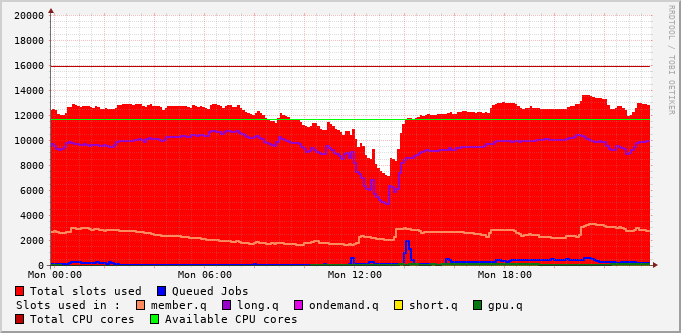 20000
18000
16000
14000
12000
10000
8000
6000
4000
2000
0
Mon 00:00 Mon 06:00 Mon 12:00 Mon 18:00
RRDTOOL / TOBI OETIKER
Total slots used Queued Jobs
Slots used in : member.q long.q ondemand.q short.q gpu.q
Total CPU cores Available CPU cores